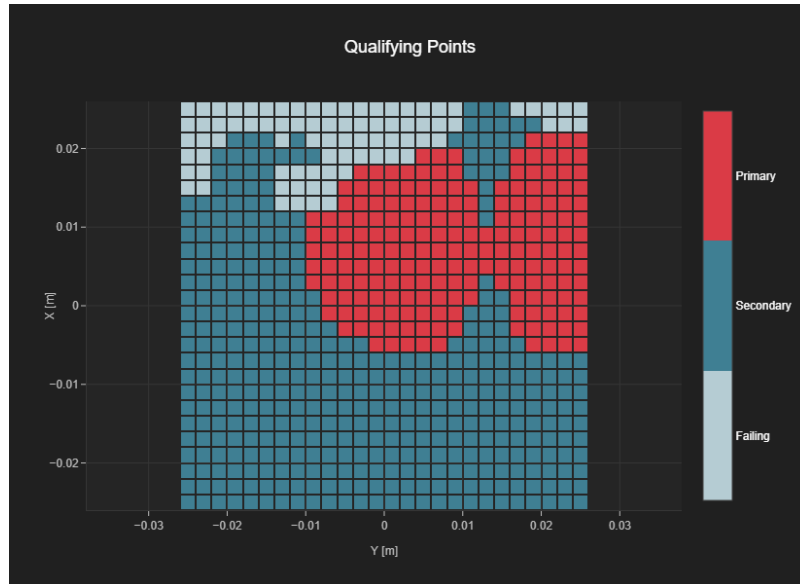 Qualifying Points
Primary
Secondary
Failing
0.02
0.01
0
−0.01
−0.02
X [m]
−0.03
−0.02
−0.01
0
0.01
0.02
0.03
Y [m]